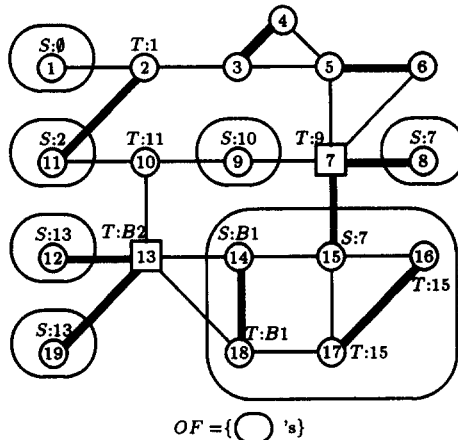 4
S:∅ T:1
1 2 3 5 6
S:2 T:11 S:10 T:9 S:7
11 10 9 7 8
S:13 T:B2 S:B1 S:7
12 13 14 15 16
T:15
S:13 T:B1
19 18 17 T:15
OF={ 's}